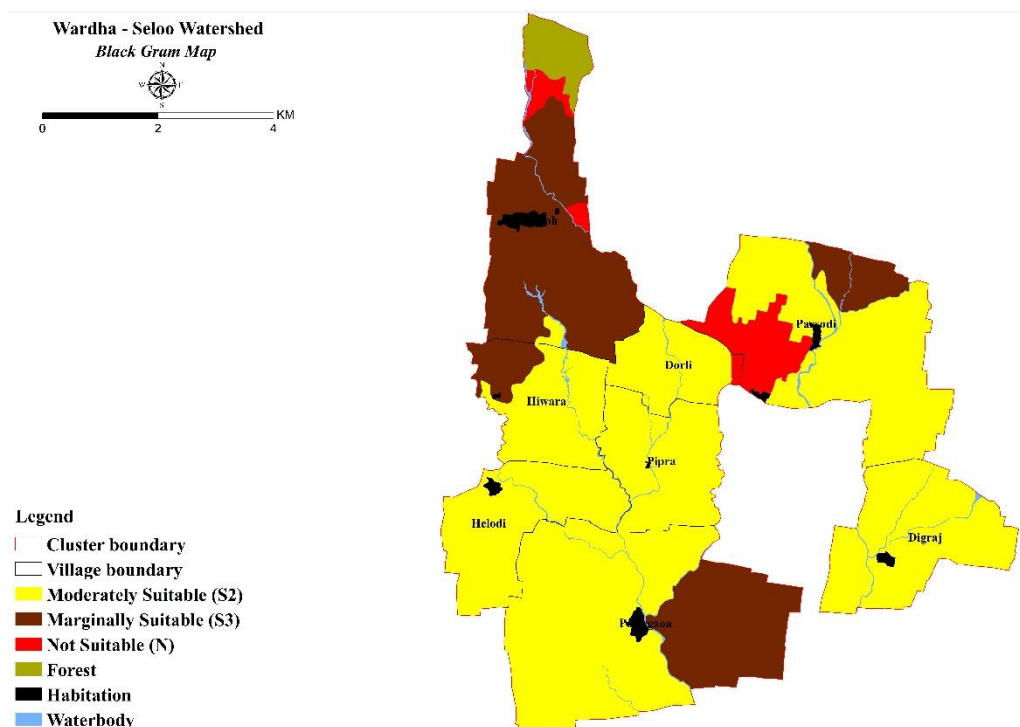 Wardha - Seloo Watershed
Black Gram Map
N
W E
S
KM
0 2 4
Dorli
Hiwara
Pipra
Helodi
Digraj
Legend
Cluster boundary
Village boundary
Moderately Suitable (S2)
Marginally Suitable (S3)
Not Suitable (N)
Forest
Habitation
Waterbody